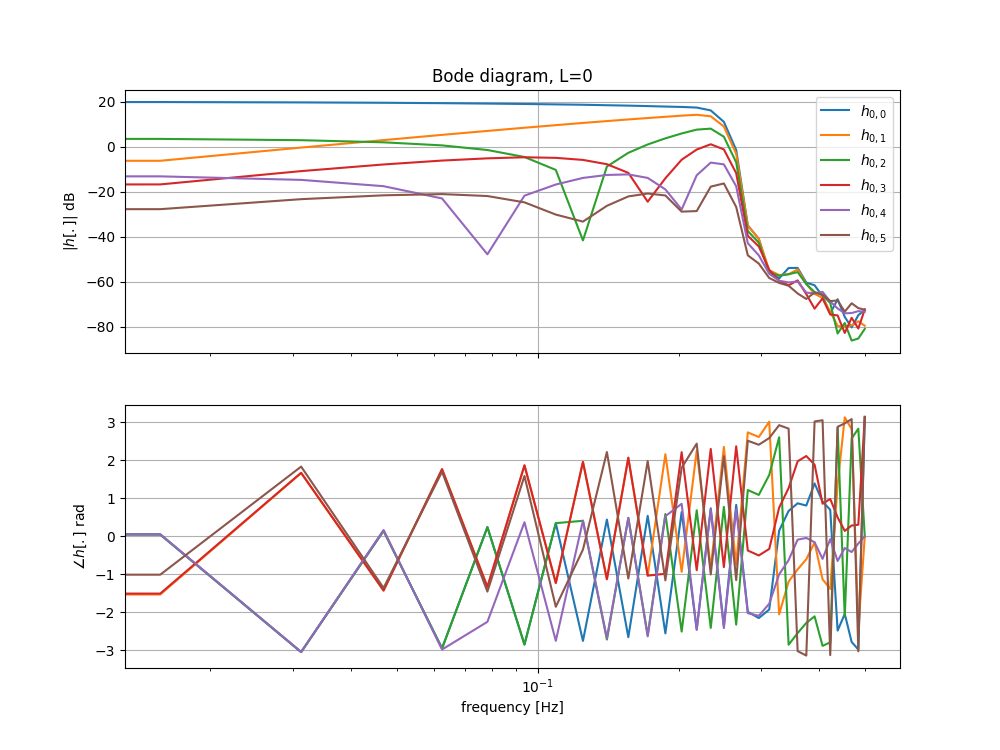 Bode diagram, L=0
|h[.]| dB
20
0
−20
−40
−60
−80
h0,0
h0,1
h0,2
h0,3
h0,4
h0,5
∠h[.] rad
3
2
1
0
−1
−2
−3
10−1
frequency [Hz]